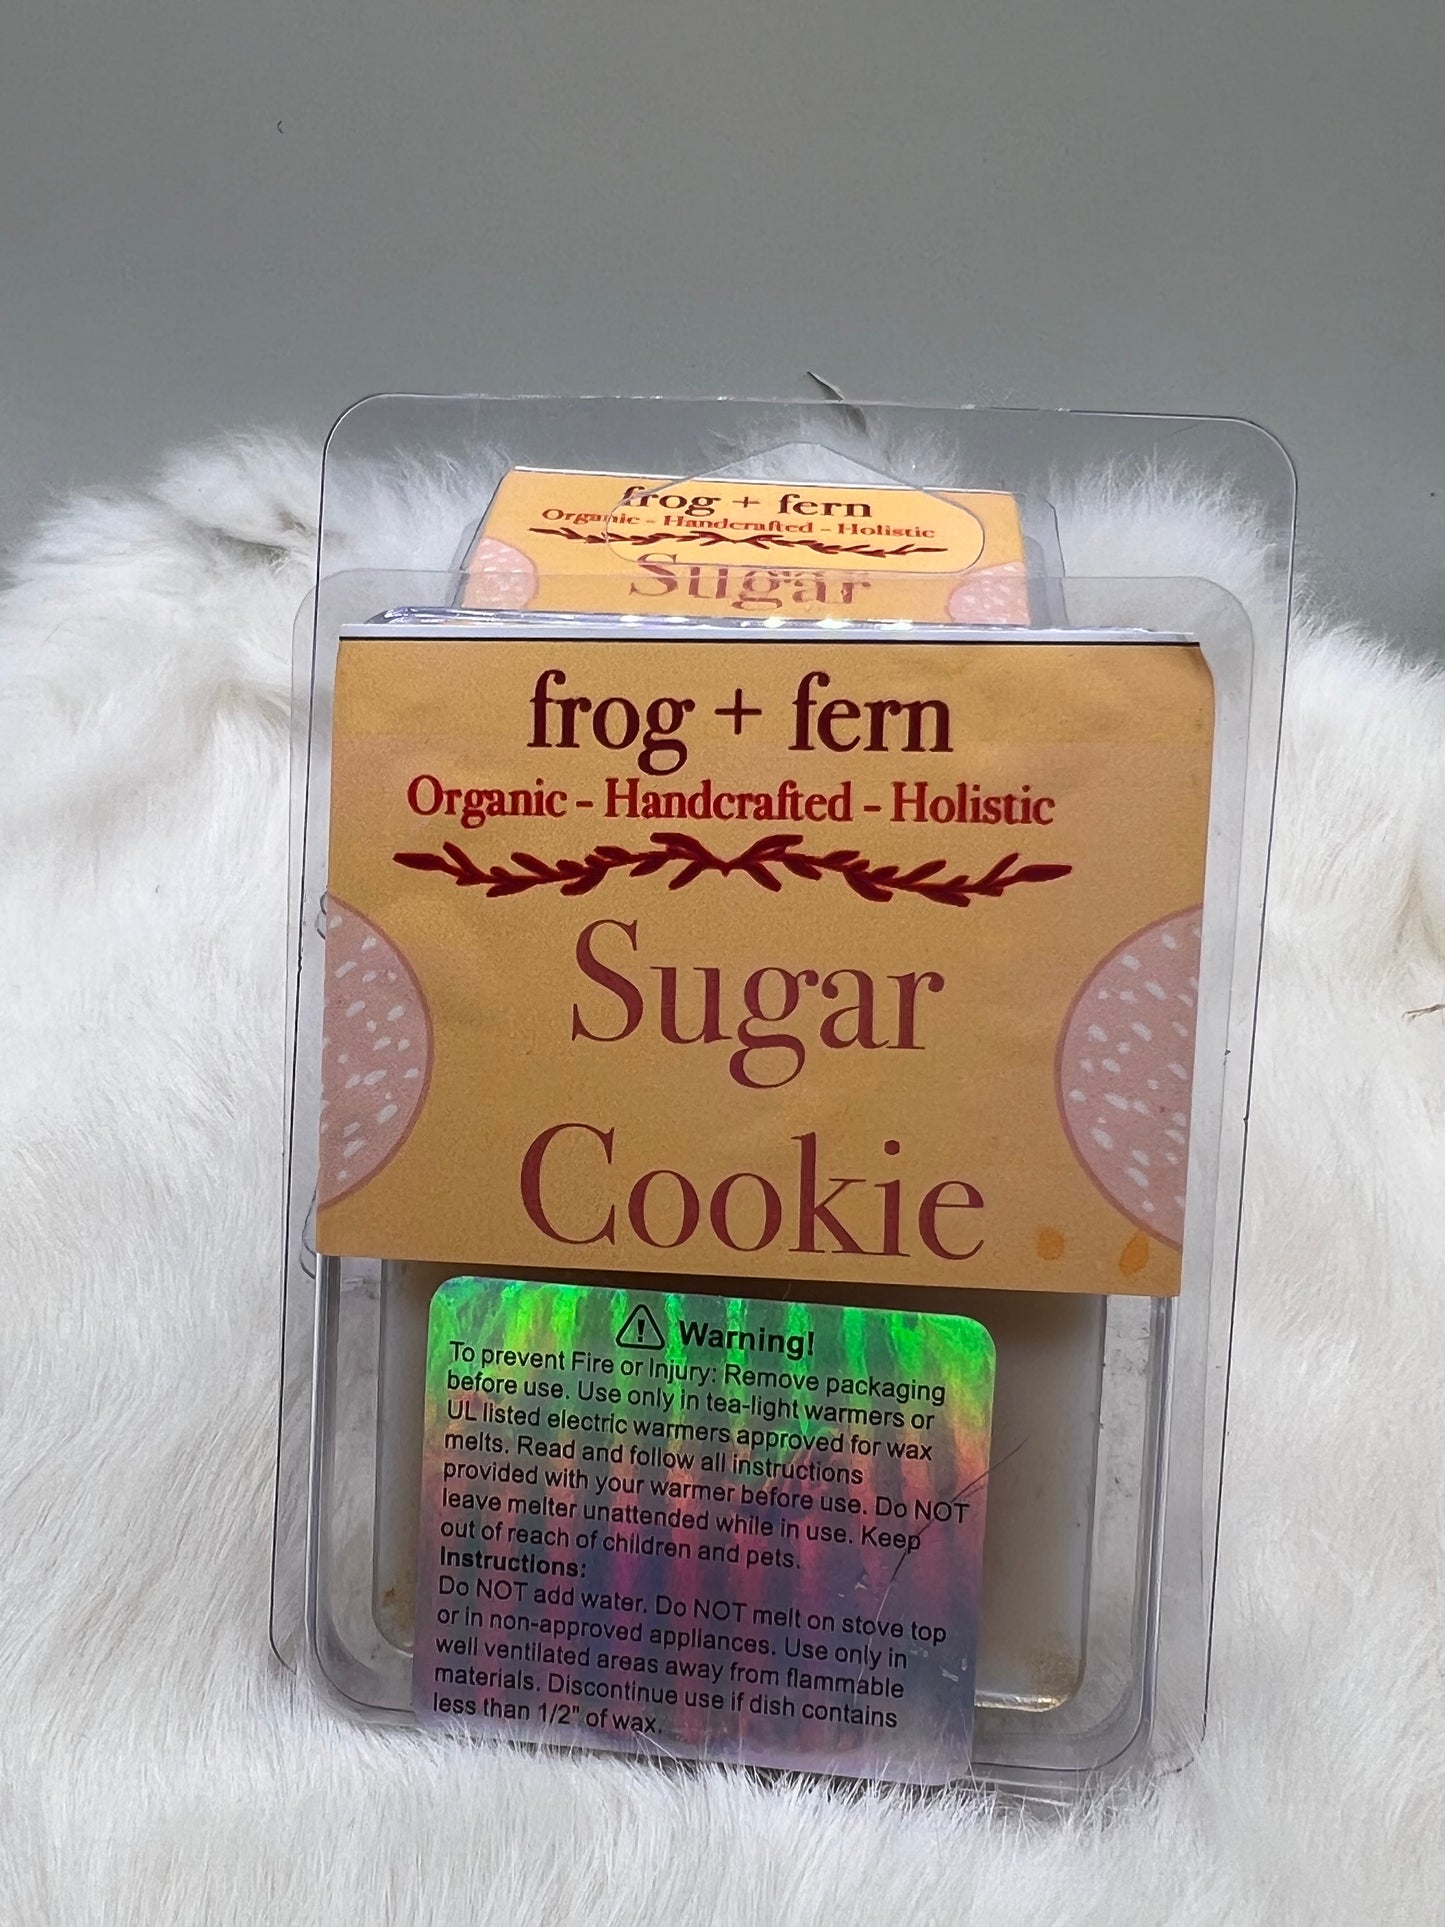 frog + fern
Organic - Handcrafted - Holistic
Sugar
frog + fern
Organic - Handcrafted - Holistic
Sugar
Cookie
Warning!
To prevent Fire or Injury: Remove packaging
before use. Use only in tea-light warmers or
UL listed electric warmers approved for wax
melts. Read and follow all instructions
provided with your warmer before use. Do NOT
leave melter unattended while in use. Keep
out of reach of children and pets.
Instructions:
Do NOT add water. Do NOT melt on stove top
or in non-approved appliances. Use only in
well ventilated areas away from flammable
materials. Discontinue use if dish contains
less than 1/2" of wax.